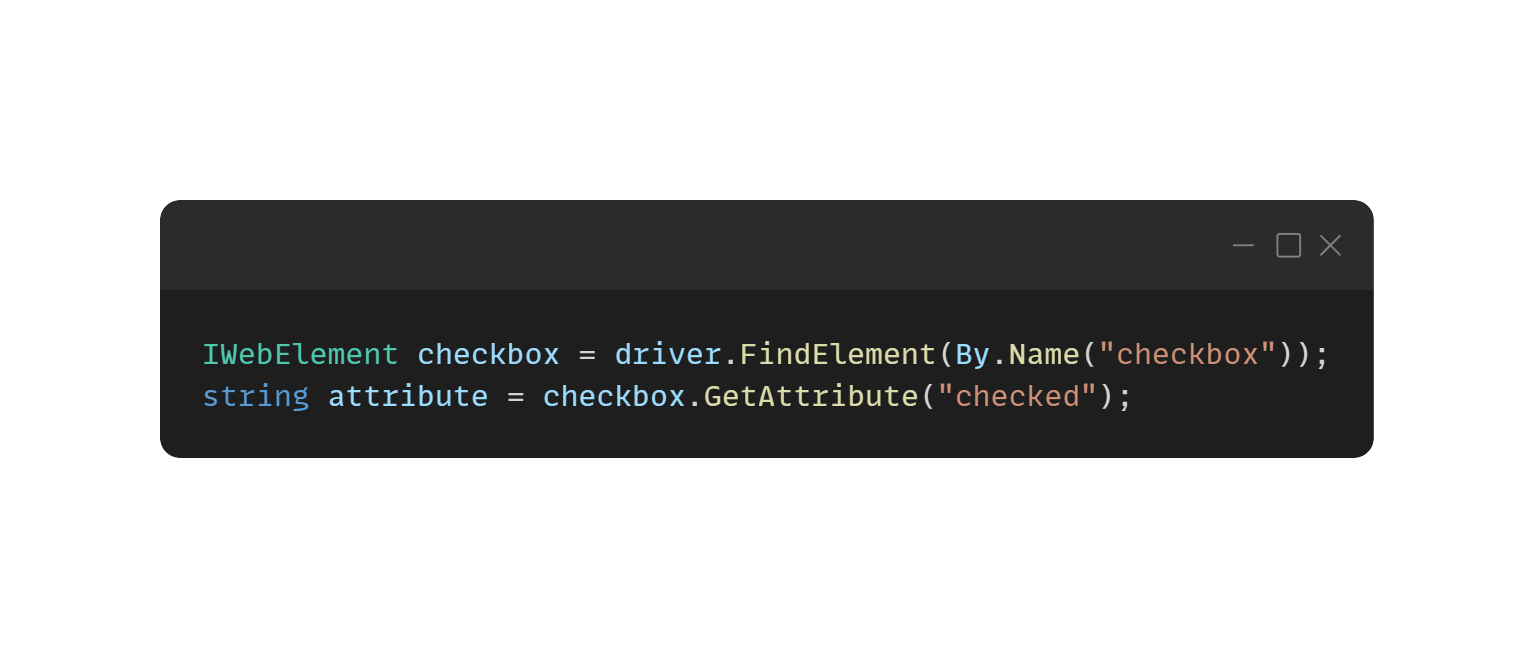 IWebElement checkbox = driver.FindElement(By.Name("checkbox"));
string attribute = checkbox.GetAttribute("checked");